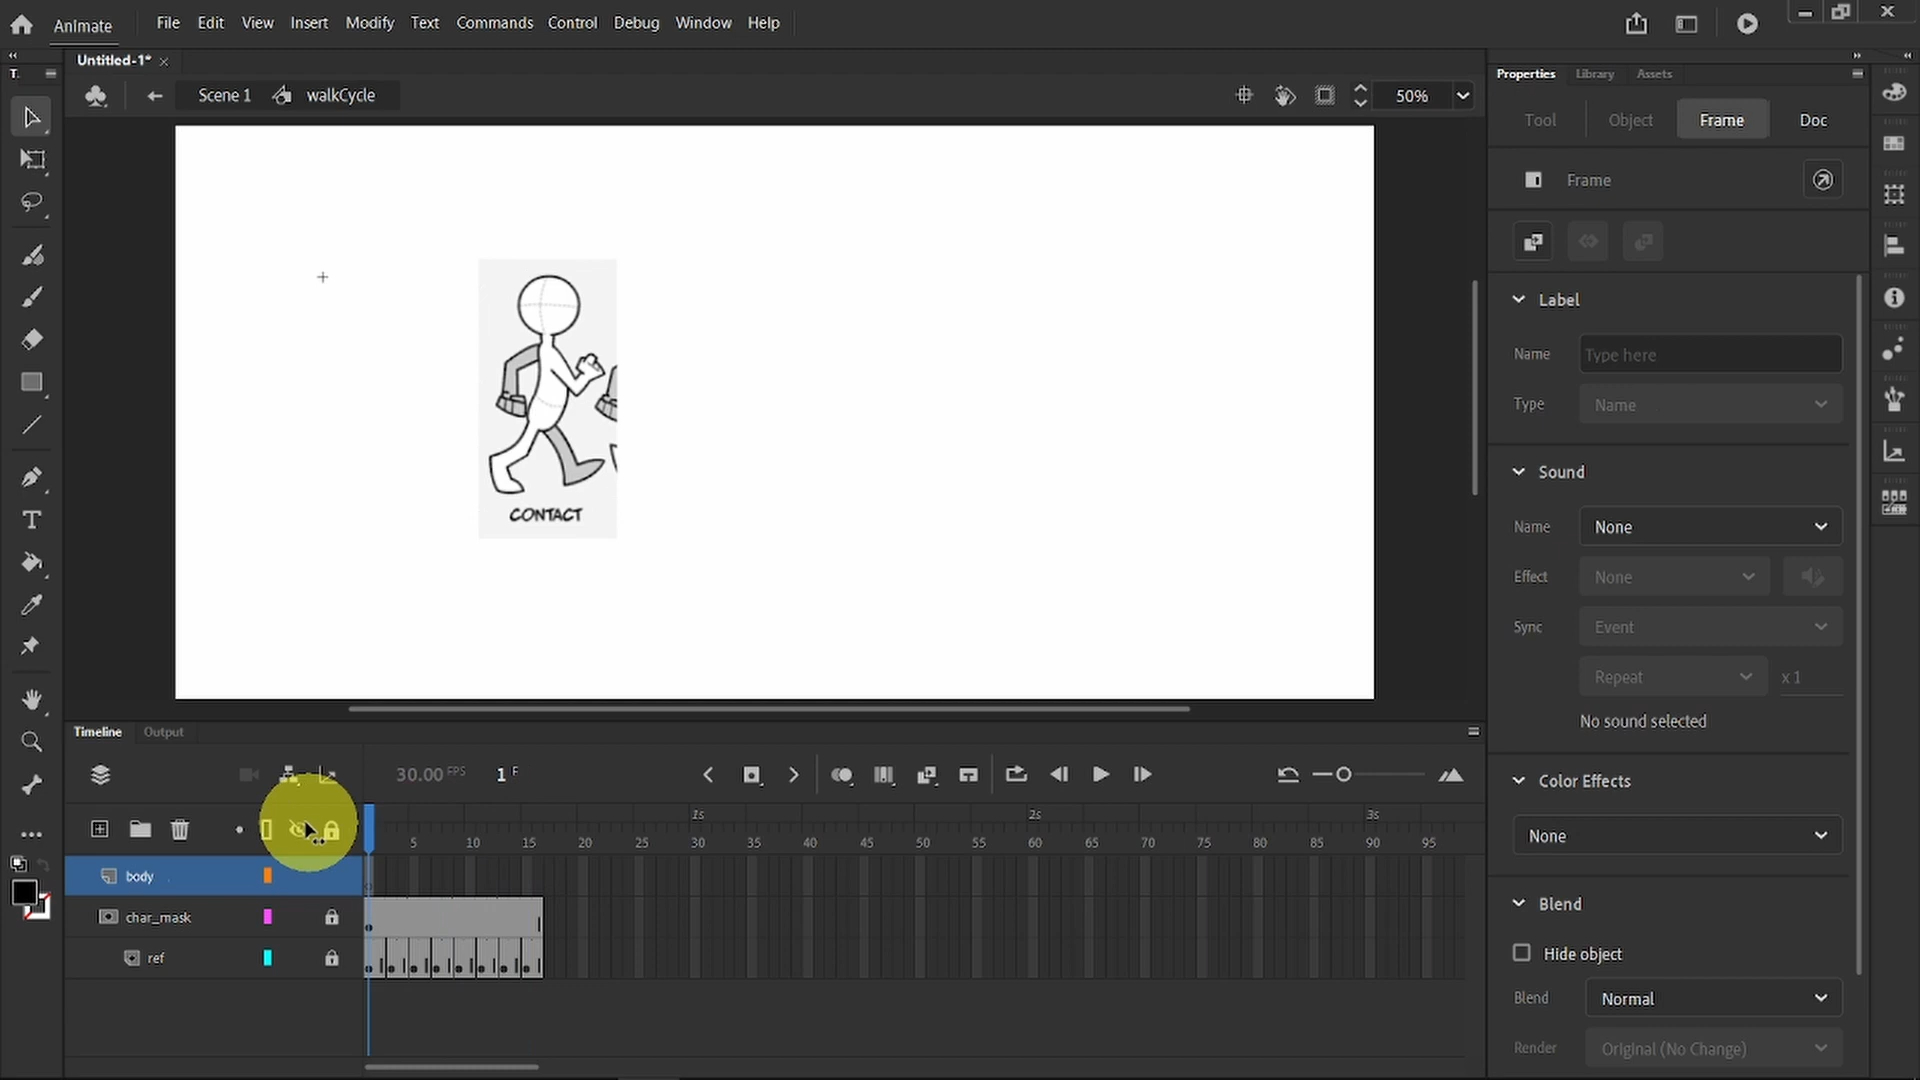 Animate File Edit View Insert Modify Text Commands Control Debug Window Help
Untitled-1*
T.
Scene 1 walkCycle 50%
CONTACT
Properties Library Assets
Tool Object Frame Doc
Frame
Label
Name Type here
Type Name
Sound
Name None
Effect None
Sync Event
Repeat x 1
No sound selected
Color Effects
None
Blend
Hide object
Blend Normal
Render Original (No Change)
Timeline Output
30.00 FPS 1 F
1s 2s 3s
5 10 15 20 25 30 35 40 45 50 55 60 65 70 75 80 85 90 95
body
char_mask
ref